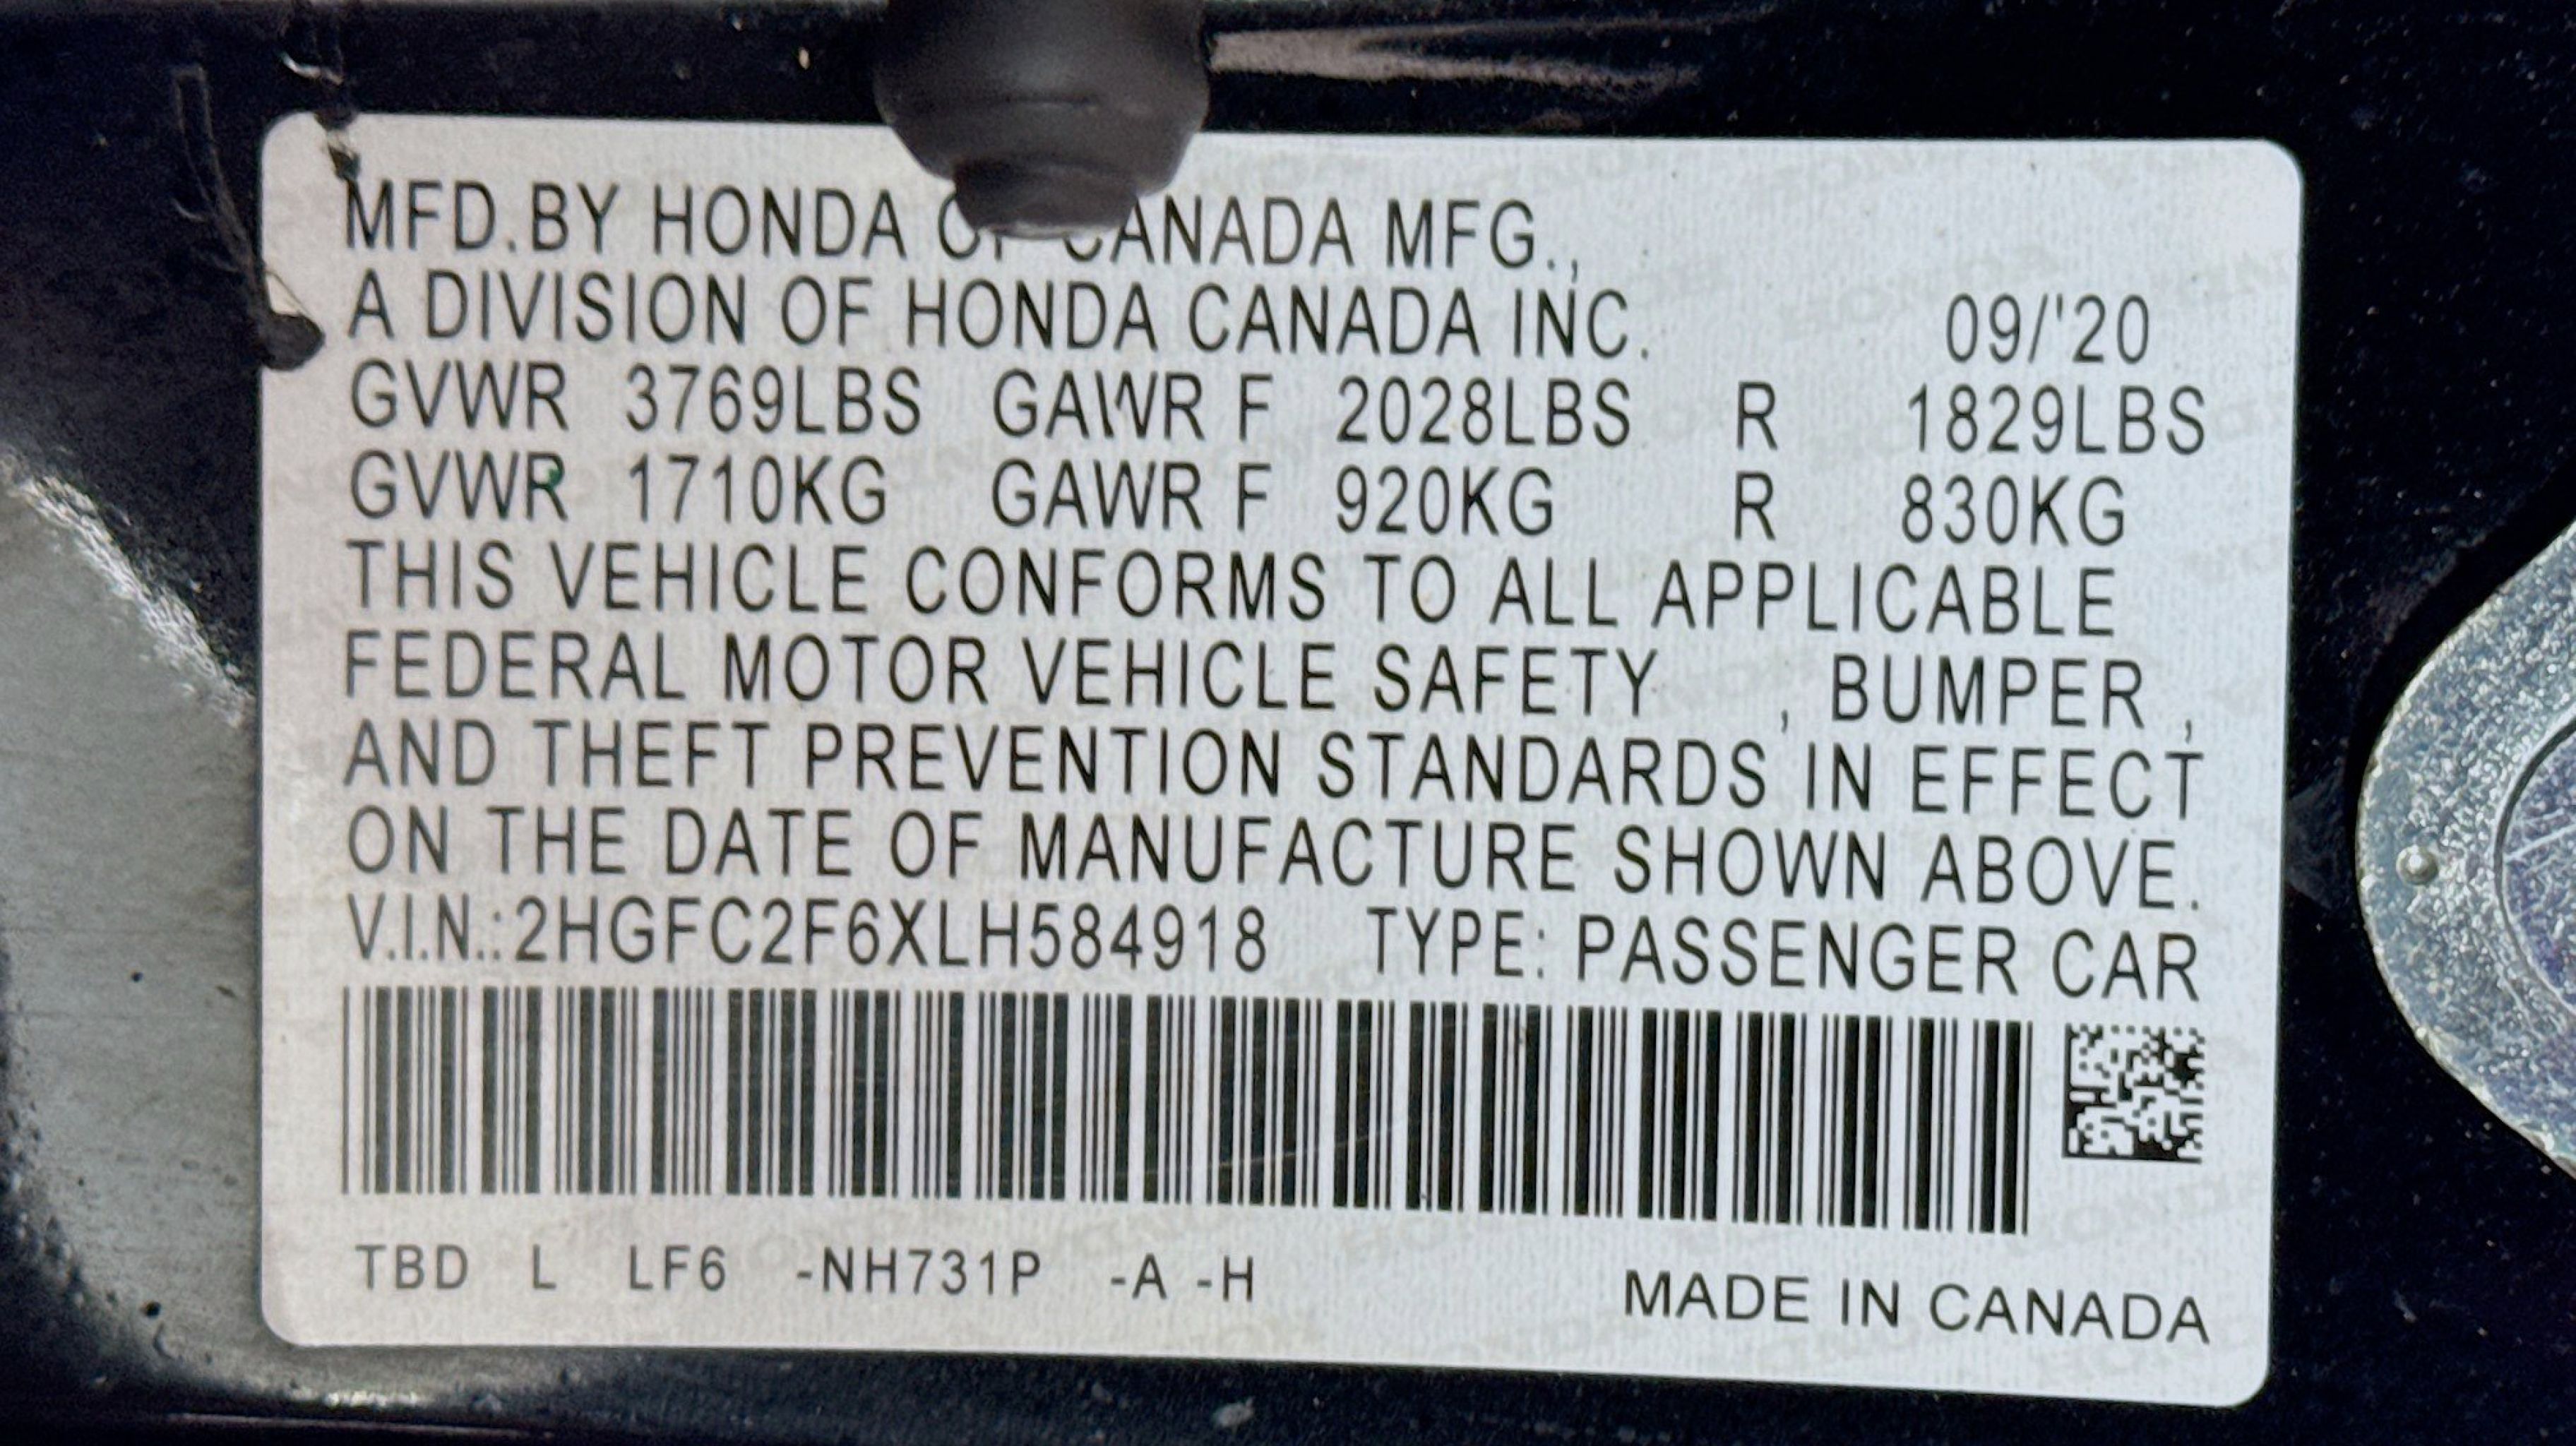 MFD.BY HONDA OF CANADA MFG.,
A DIVISION OF HONDA CANADA INC. 09/'20
GVWR 3769LBS GAWR F 2028LBS R 1829LBS
GVWR 1710KG GAWR F 920KG R 830KG
THIS VEHICLE CONFORMS TO ALL APPLICABLE
FEDERAL MOTOR VEHICLE SAFETY , BUMPER ,
AND THEFT PREVENTION STANDARDS IN EFFECT
ON THE DATE OF MANUFACTURE SHOWN ABOVE.
V.I.N.:2HGFC2F6XLH584918 TYPE: PASSENGER CAR
TBD L LF6 -NH731P -A -H MADE IN CANADA